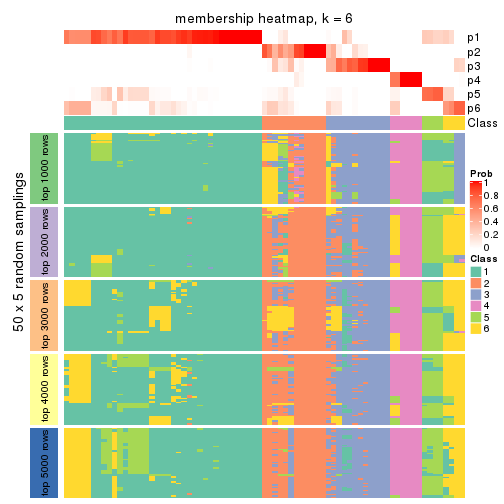 membership heatmap, k = 6
p1
p2
p3
p4
p5
p6
Class
50 x 5 random samplings
top 1000 rows
top 2000 rows
top 3000 rows
top 4000 rows
top 5000 rows
Prob
1
0.8
0.6
0.4
0.2
0
Class
1
2
3
4
5
6